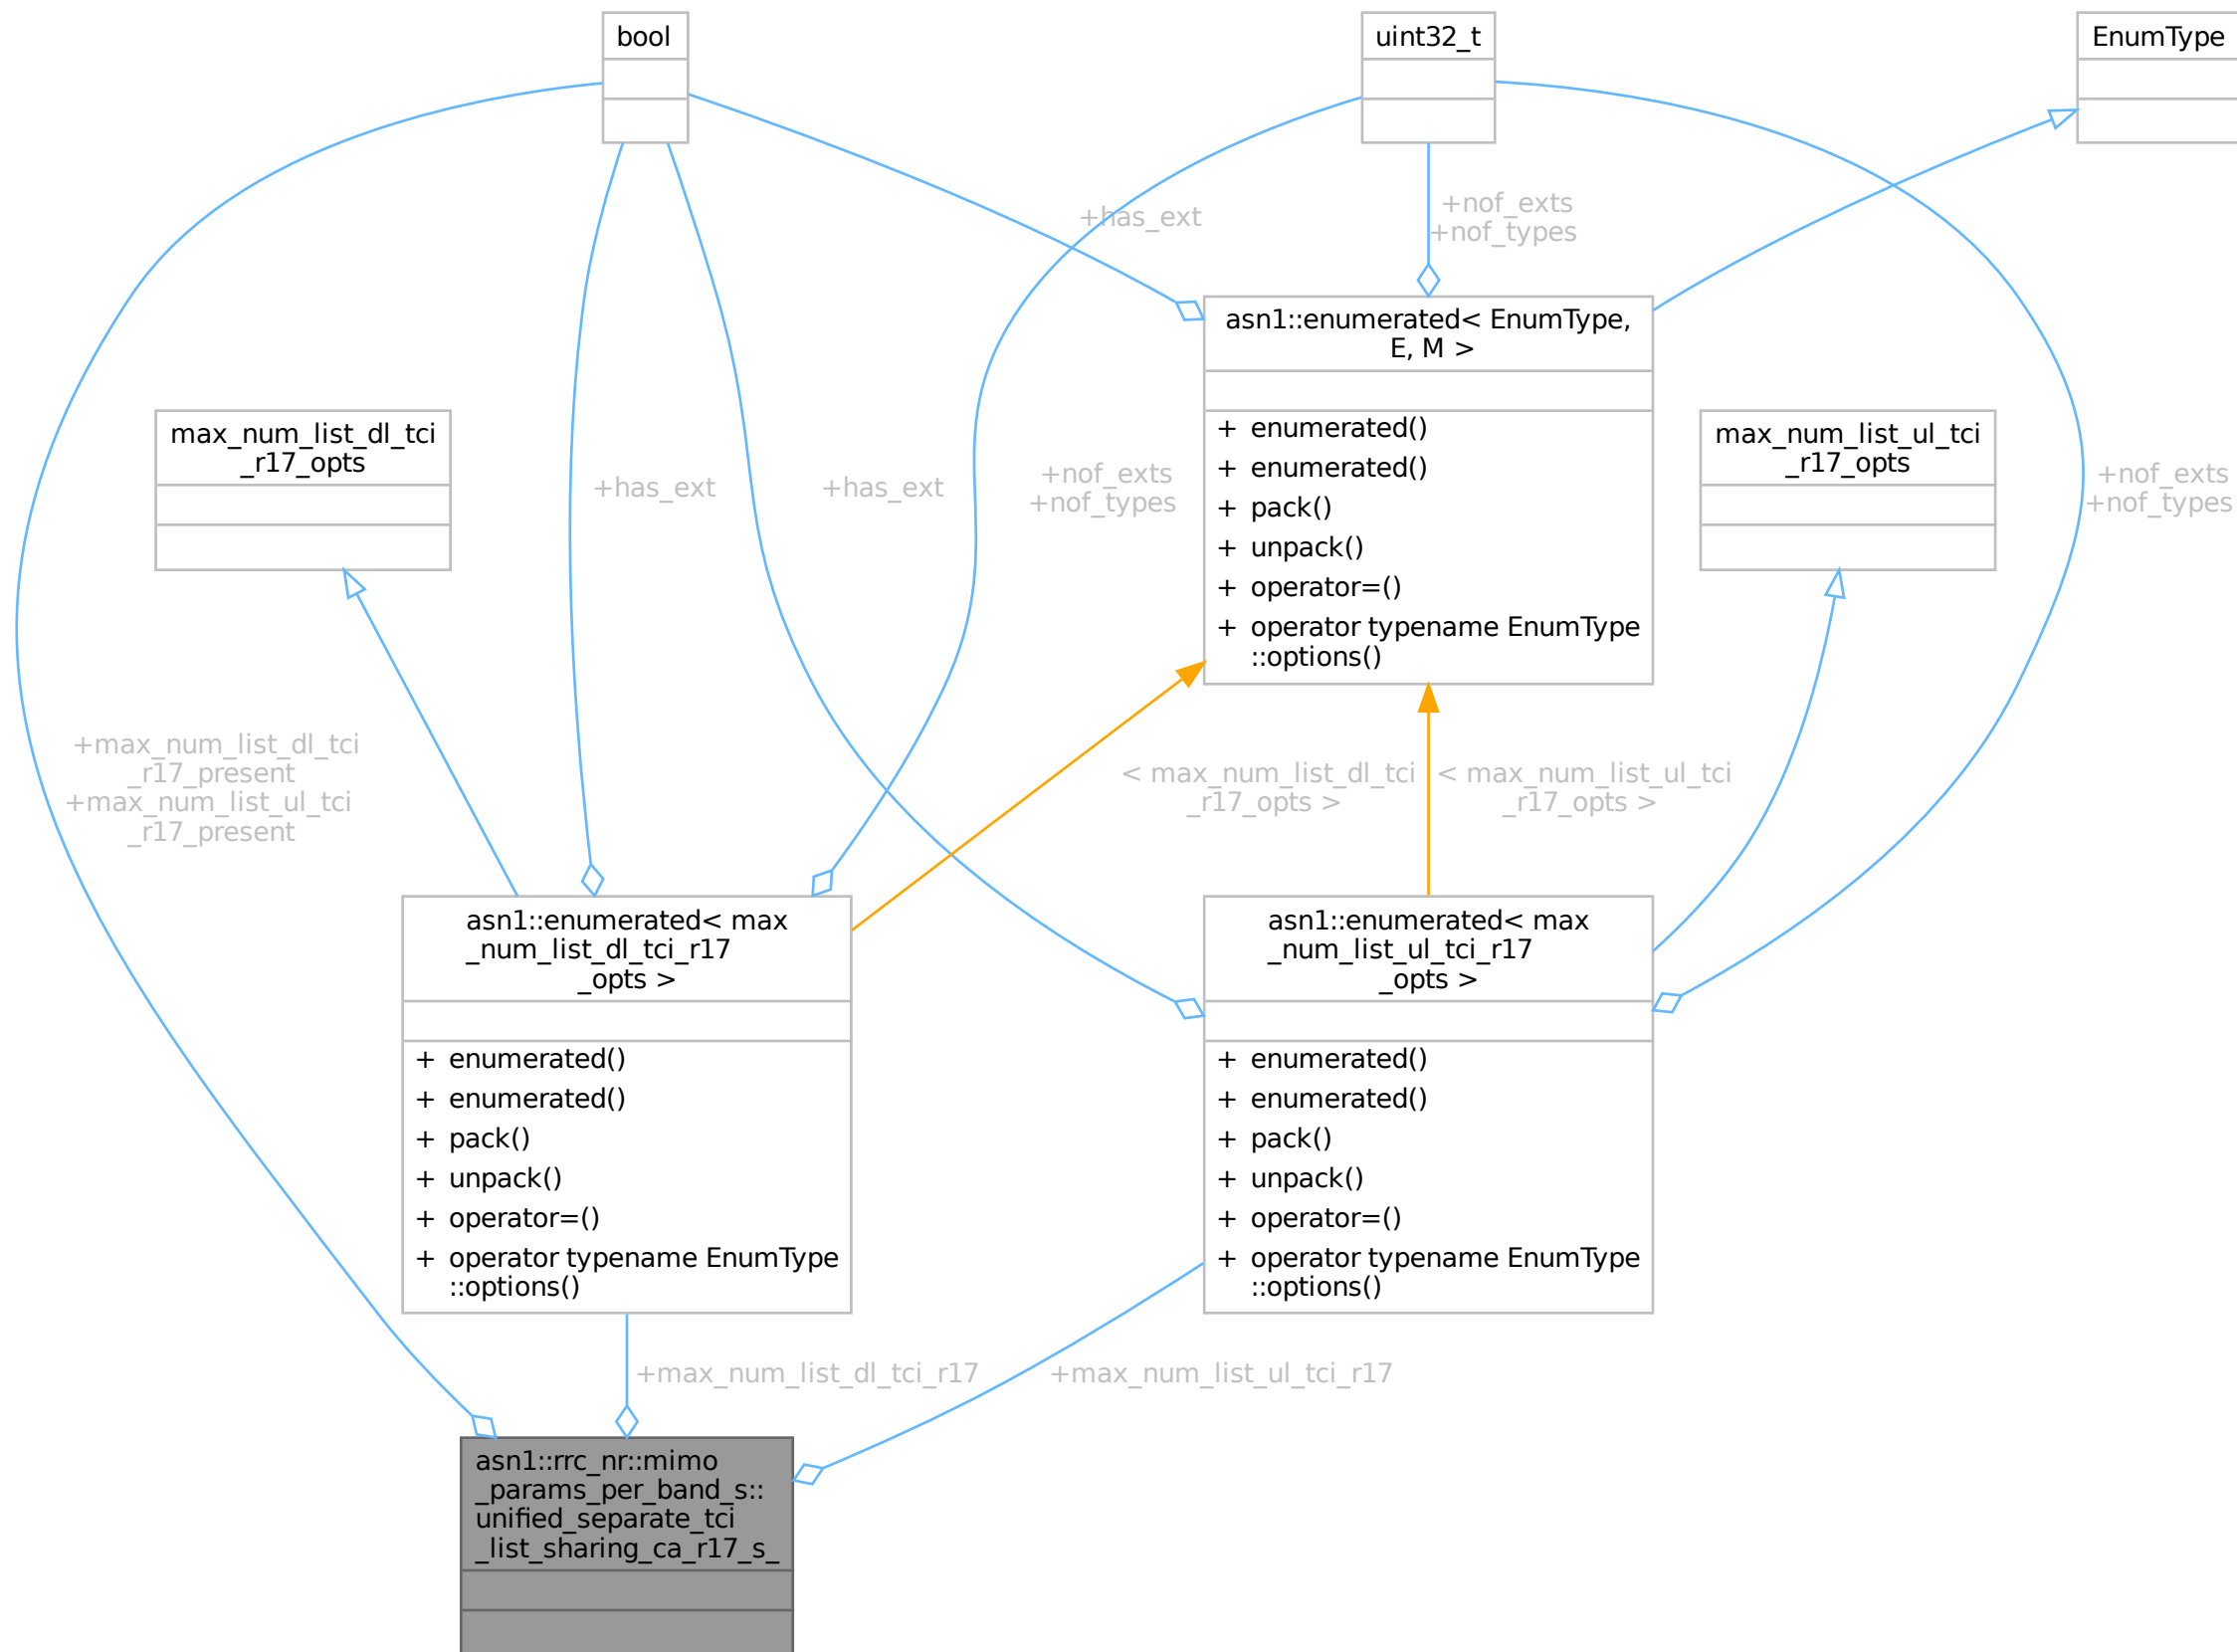 bool
uint32_t
EnumType
+has_ext
+nof_exts
+nof_types
asn1::enumerated< EnumType,
E, M >
+ enumerated()
+ enumerated()
+ pack()
+ unpack()
+ operator=()
+ operator typename EnumType
::options()
max_num_list_dl_tci
_r17_opts
max_num_list_ul_tci
_r17_opts
+has_ext
+has_ext
+nof_exts
+nof_types
+nof_exts
+nof_types
+max_num_list_dl_tci
_r17_present
+max_num_list_ul_tci
_r17_present
< max_num_list_dl_tci
_r17_opts >
< max_num_list_ul_tci
_r17_opts >
asn1::enumerated< max
_num_list_dl_tci_r17
_opts >
+ enumerated()
+ enumerated()
+ pack()
+ unpack()
+ operator=()
+ operator typename EnumType
::options()
asn1::enumerated< max
_num_list_ul_tci_r17
_opts >
+ enumerated()
+ enumerated()
+ pack()
+ unpack()
+ operator=()
+ operator typename EnumType
::options()
+max_num_list_dl_tci_r17
+max_num_list_ul_tci_r17
asn1::rrc_nr::mimo
_params_per_band_s::
unified_separate_tci
_list_sharing_ca_r17_s_